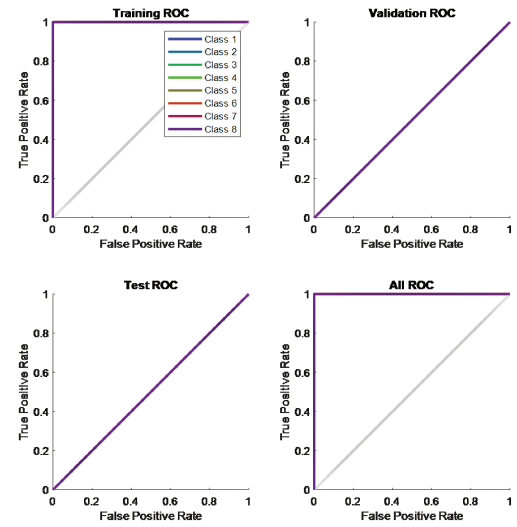 Training ROC
1
0.8
0.6
0.4
0.2
0
True Positive Rate
Class 1
Class 2
Class 3
Class 4
Class 5
Class 6
Class 7
Class 8
0 0.2 0.4 0.6 0.8 1
False Positive Rate
Validation ROC
1
0.8
0.6
0.4
0.2
0
True Positive Rate
0 0.2 0.4 0.6 0.8 1
False Positive Rate
Test ROC
1
0.8
0.6
0.4
0.2
0
True Positive Rate
0 0.2 0.4 0.6 0.8 1
False Positive Rate
All ROC
1
0.8
0.6
0.4
0.2
0
True Positive Rate
0 0.2 0.4 0.6 0.8 1
False Positive Rate